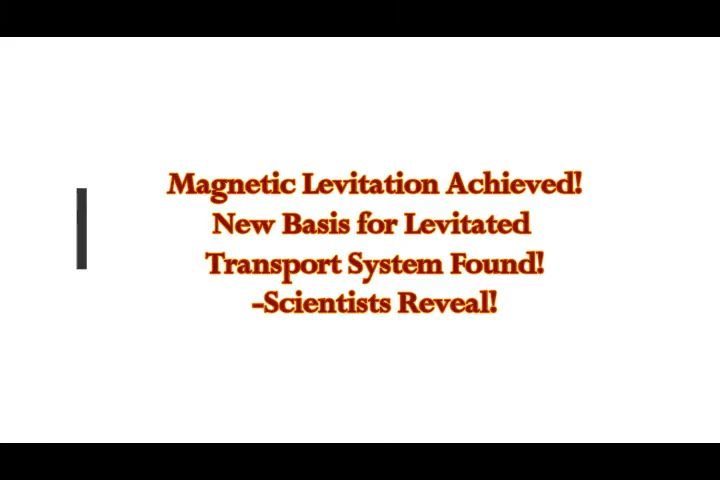 Magnetic Levitation Achieved!
New Basis for Levitated
Transport System Found!
-Scientists Reveal!